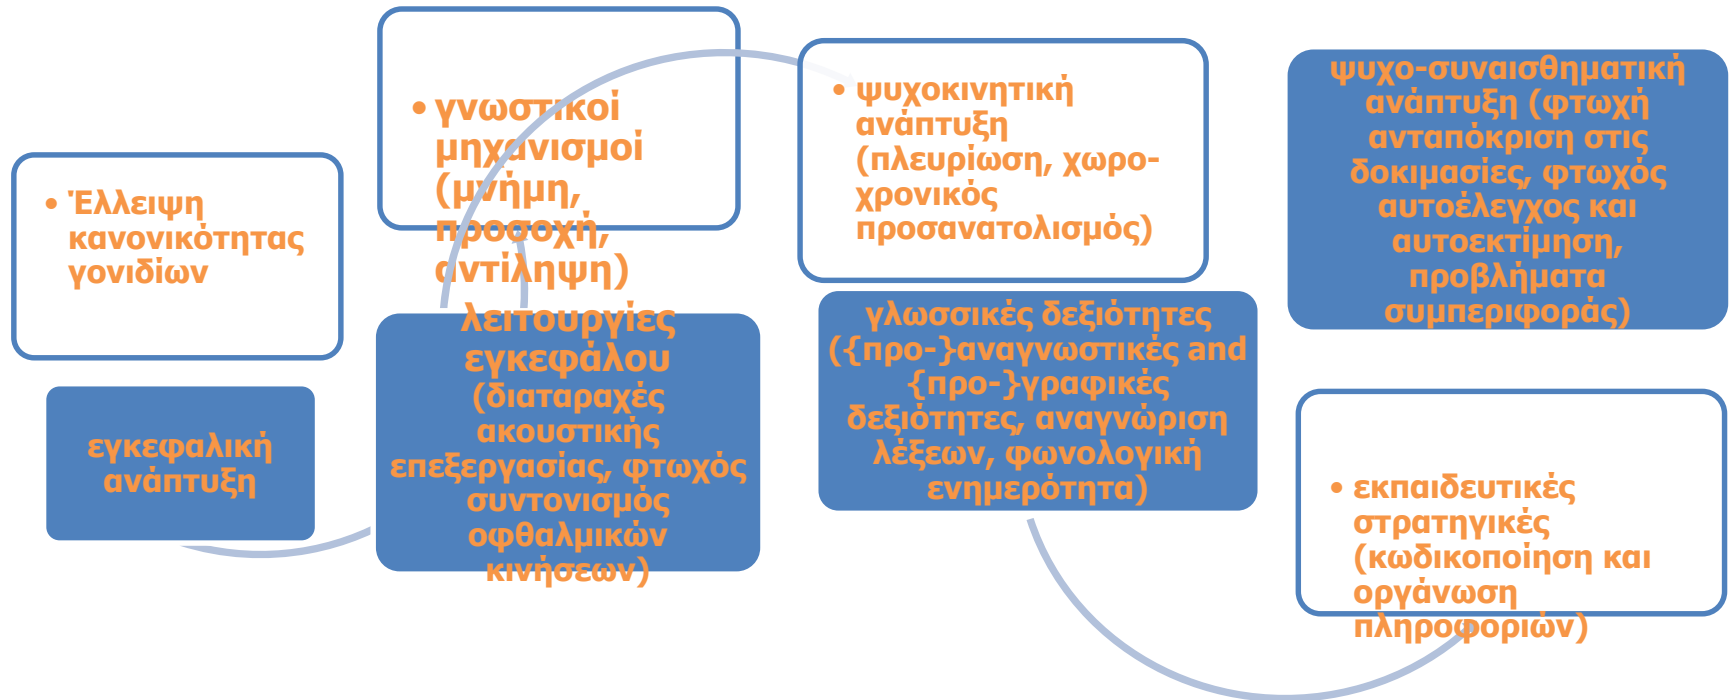 • Έλλειψη
κανονικότητας
γονιδίων
εγκεφαλική
ανάπτυξη
• γνωστικοί
μηχανισμοί
(μνήμη,
προσοχή,
αντίληψη)
λειτουργίες
εγκεφάλου
(διαταραχές
ακουστικής
επεξεργασίας, φτωχός
συντονισμός
οφθαλμικών
κινήσεων)
• ψυχοκινητική
ανάπτυξη
(πλευρίωση, χωρο-
χρονικός
προσανατολισμός)
γλωσσικές δεξιότητες
({προ-}αναγνωστικές and
{προ-}γραφικές
δεξιότητες, αναγνώριση
λέξεων, φωνολογική
ενημερότητα)
ψυχο-συναισθηματική
ανάπτυξη (φτωχή
ανταπόκριση στις
δοκιμασίες, φτωχός
αυτοέλεγχος και
αυτοεκτίμηση,
προβλήματα
συμπεριφοράς)
• εκπαιδευτικές
στρατηγικές
(κωδικοποίηση και
οργάνωση
πληροφοριών)